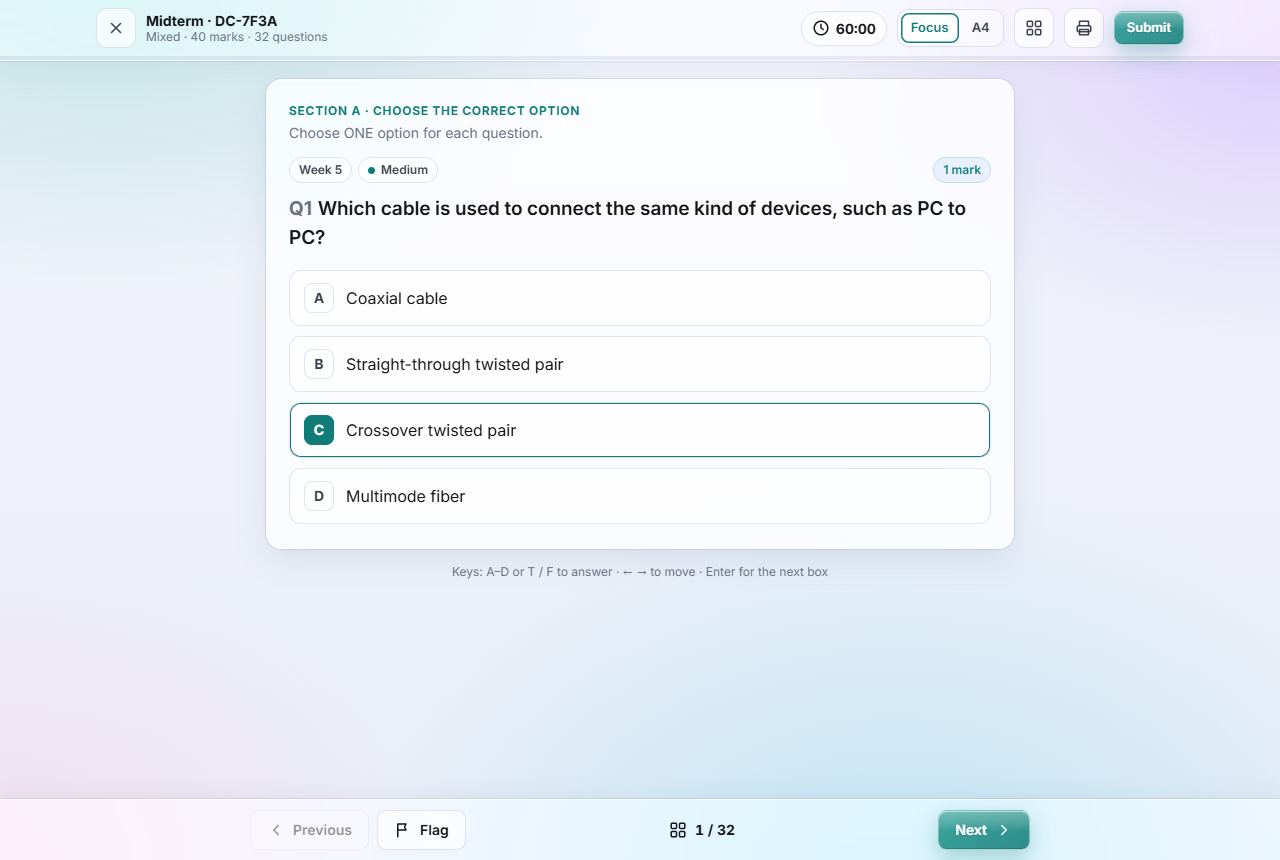 Midterm · DC-7F3A
Mixed · 40 marks · 32 questions
60:00
Focus
A4
Submit
SECTION A · CHOOSE THE CORRECT OPTION
Choose ONE option for each question.
Week 5
Medium
1 mark
Q1 Which cable is used to connect the same kind of devices, such as PC to
PC?
A Coaxial cable
B Straight-through twisted pair
C Crossover twisted pair
D Multimode fiber
Keys: A–D or T / F to answer · ← → to move · Enter for the next box
Previous
Flag
1 / 32
Next